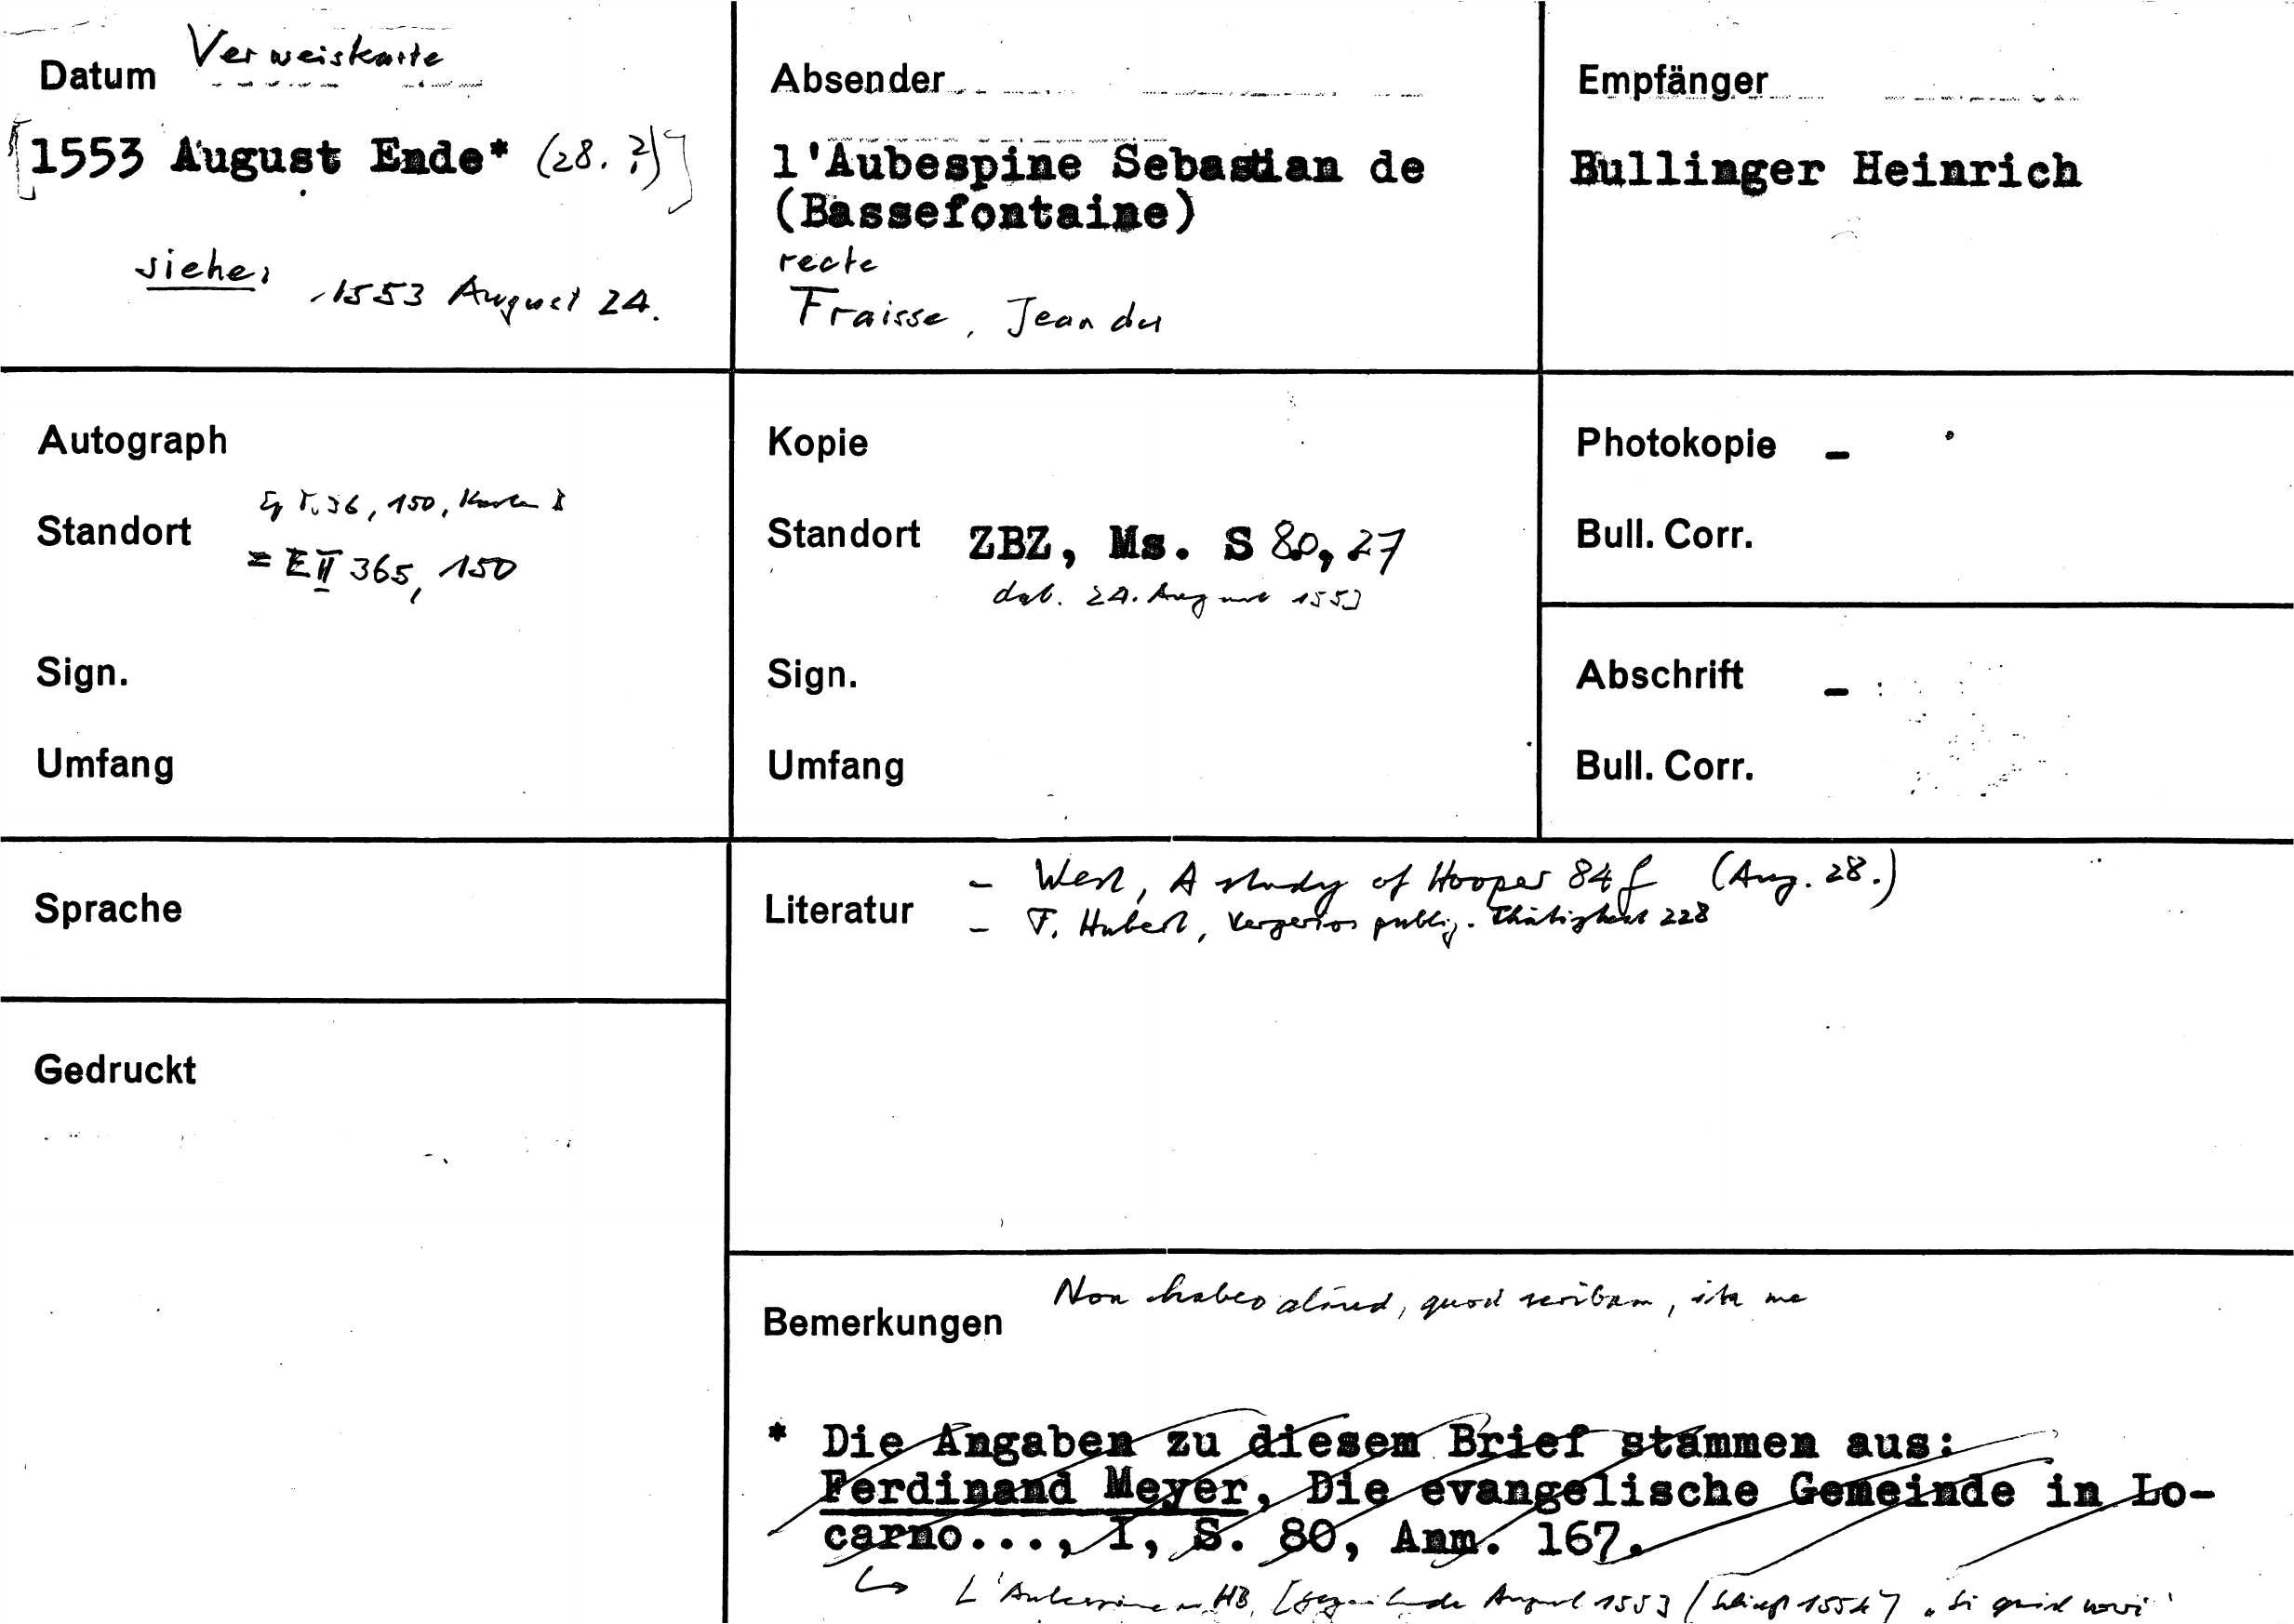 Verweiskarte
Datum
[1553 August Ende* (28. ?)]
siehe: 1553 August 24.
Absender
l'Aubespine Sebastian de
(Bassefontaine)
recte
Fraisse, Jean du
Empfänger
Bullinger Heinrich
Autograph
36, 150,
Standort
= E II 365, 150
Sign.
Umfang
Kopie
Standort ZBZ, Ms. S 80, 27
dat. 24. August 1553
Sign.
Umfang
Photokopie –
Bull. Corr.
Abschrift –
Bull. Corr.
Sprache
Gedruckt
Literatur
– West, A study of Hooper 84 f (Aug. 28.)
– F. Hubert, Vergerios publiz. Thätigkeit 228
Bemerkungen
Non habeo aliud, quod scribam, ita me
* Die Angaben zu diesem Brief stammen aus:
Ferdinand Meyer, Die evangelische Gemeinde in Lo-
carno..., I, S. 80, Anm. 167.
L'Aubespine an HB, [gegen Ende August 1553 ( 1554] "Si quid novi"